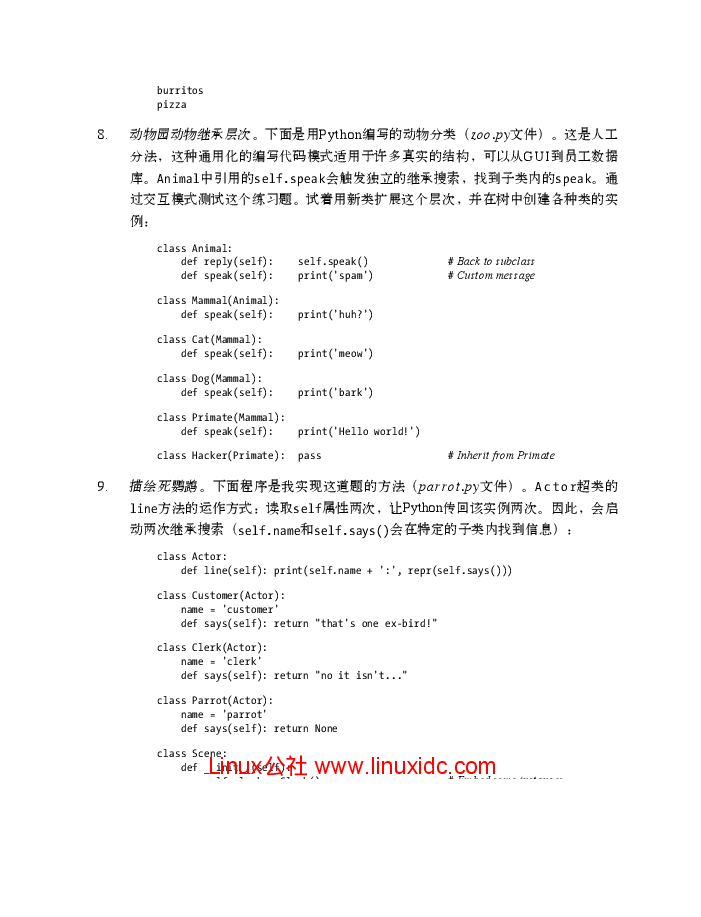 burritos
pizza
8. 动物园动物继承层次。下面是用Python编写的动物分类（zoo.py文件）。这是人工
分法，这种通用化的编写代码模式适用于许多真实的结构，可以从GUI到员工数据
库。Animal中引用的self.speak会触发独立的继承搜索，找到子类内的speak。通
过交互模式测试这个练习题。试着用新类扩展这个层次，并在树中创建各种类的实
例：
class Animal:
def reply(self): self.speak() # Back to subclass
def speak(self): print('spam') # Custom message
class Mammal(Animal):
def speak(self): print('huh?')
class Cat(Mammal):
def speak(self): print('meow')
class Dog(Mammal):
def speak(self): print('bark')
class Primate(Mammal):
def speak(self): print('Hello world!')
class Hacker(Primate): pass # Inherit from Primate
9. 描绘死鹦鹉。下面程序是我实现这道题的方法（parrot.py文件）。Actor超类的
line方法的运作方式：读取self属性两次，让Python传回该实例两次。因此，会启
动两次继承搜索（self.name和self.says()会在特定的子类内找到信息）：
class Actor:
def line(self): print(self.name + ':', repr(self.says()))
class Customer(Actor):
name = 'customer'
def says(self): return "that's one ex-bird!"
class Clerk(Actor):
name = 'clerk'
def says(self): return "no it isn't..."
class Parrot(Actor):
name = 'parrot'
def says(self): return None
class Scene:
def __init__(self):
Linux公社 www.linuxidc.com